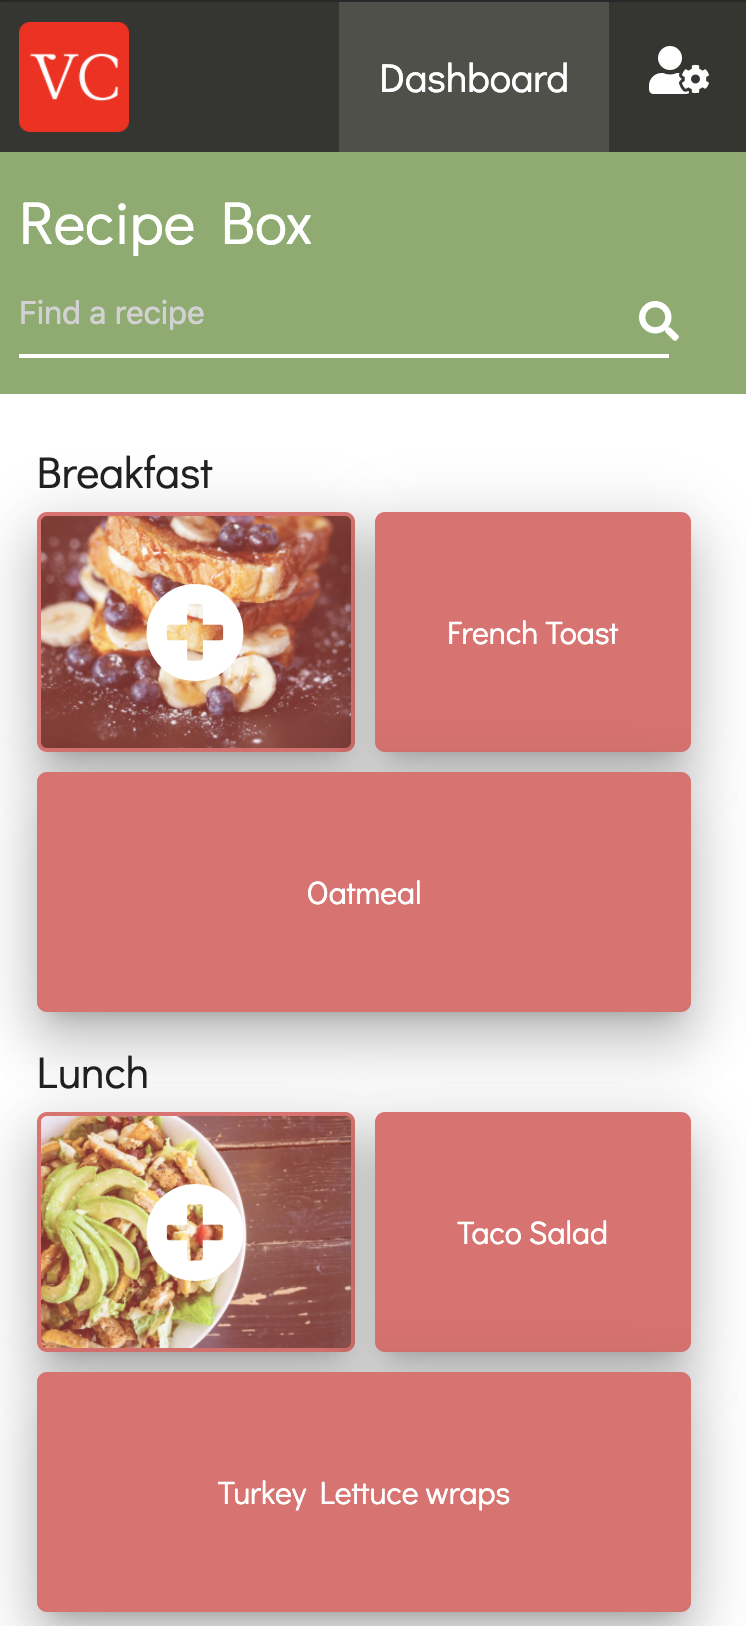 VC
Dashboard
Recipe Box
Find a recipe
Breakfast
French Toast
Oatmeal
Lunch
Taco Salad
Turkey Lettuce wraps